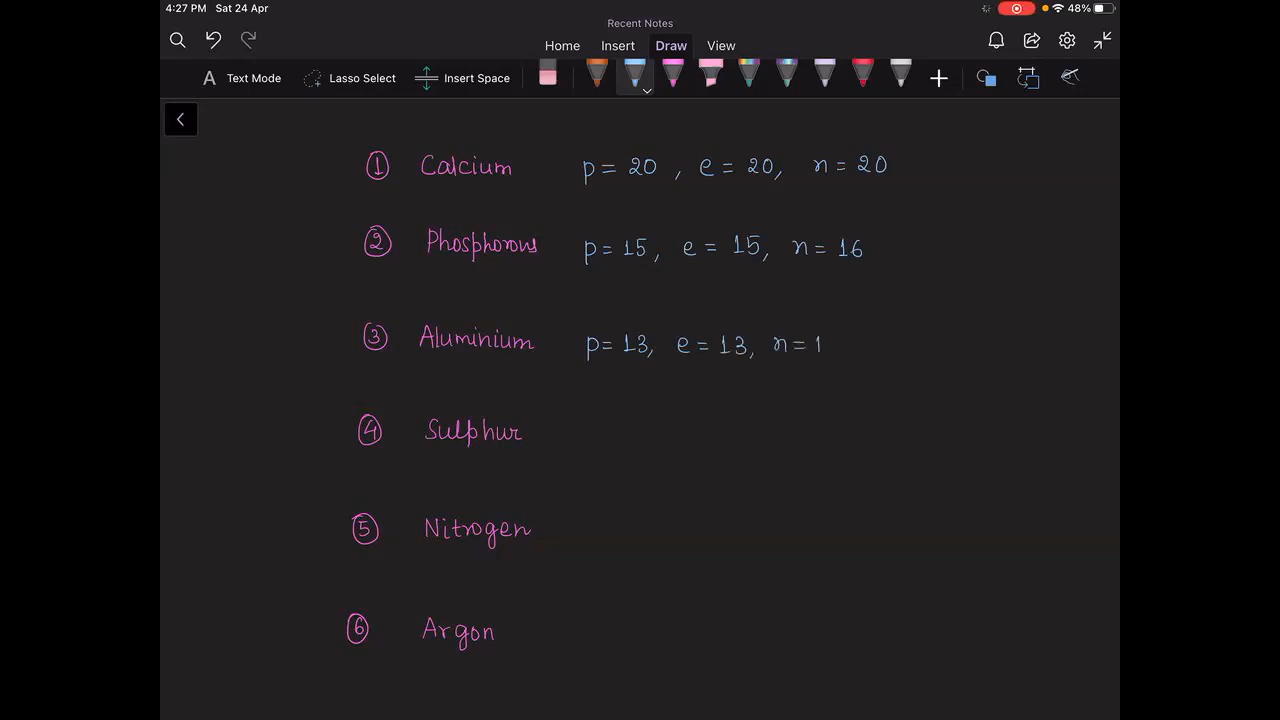 4:27 PM Sat 24 Apr 48%
Recent Notes
Home Insert Draw View
A Text Mode Lasso Select Insert Space
1 Calcium p = 20 , e = 20, n = 20
2 Phosphorous p = 15, e = 15, n = 16
3 Aluminium p = 13, e = 13, n = 1
4 Sulphur
5 Nitrogen
6 Argon